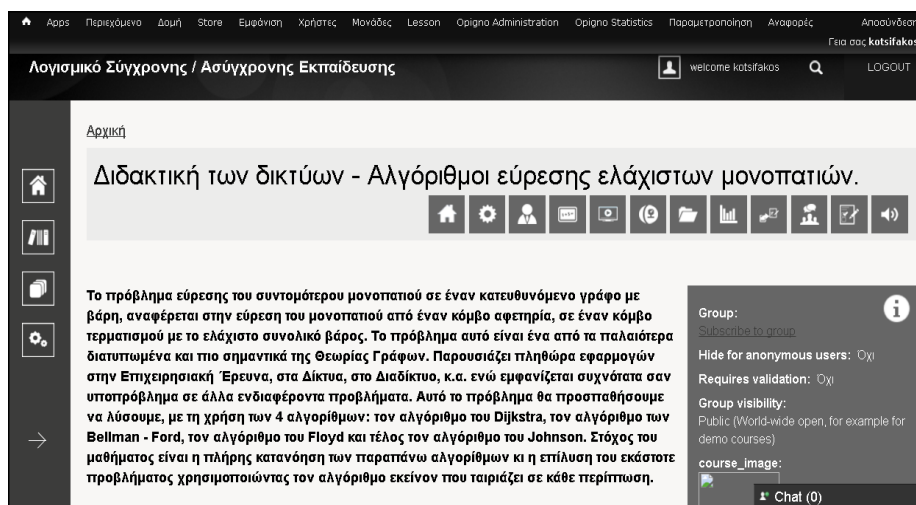 Apps Περιεχόμενο Δομή Store Εμφάνιση Χρήστες Μονάδες Lesson Opigno Administration Opigno Statistics Παραμετροποίηση Αναφορές Αποσύνδεση
Γεια σας kotsifakos
Λογισμικό Σύγχρονης / Ασύγχρονης Εκπαίδευσης
welcome kotsifakos
LOGOUT
Αρχική
Διδακτική των δικτύων - Αλγόριθμοι εύρεσης ελάχιστων μονοπατιών.
Το πρόβλημα εύρεσης του συντομότερου μονοπατιού σε έναν κατευθυνόμενο γράφο με
βάρη, αναφέρεται στην εύρεση του μονοπατιού από έναν κόμβο αφετηρία, σε έναν κόμβο
τερματισμού με το ελάχιστο συνολικό βάρος. Το πρόβλημα αυτό είναι ένα από τα παλαιότερα
διατυπωμένα και πιο σημαντικά της Θεωρίας Γράφων. Παρουσιάζει πληθώρα εφαρμογών
στην Επιχειρησιακή Έρευνα, στα Δίκτυα, στο Διαδίκτυο, κ.α. ενώ εμφανίζεται συχνότατα σαν
υποπρόβλημα σε άλλα ενδιαφέροντα προβλήματα. Αυτό το πρόβλημα θα προσπαθήσουμε
να λύσουμε, με τη χρήση των 4 αλγορίθμων: τον αλγόριθμο του Dijkstra, τον αλγόριθμο των
Bellman - Ford, τον αλγόριθμο του Floyd και τέλος τον αλγόριθμο του Johnson. Στόχος του
μαθήματος είναι η πλήρης κατανόηση των παραπάνω αλγορίθμων κι η επίλυση του εκάστοτε
προβλήματος χρησιμοποιώντας τον αλγόριθμο εκείνον που ταιριάζει σε κάθε περίπτωση.
Group:
Subscribe to group
Hide for anonymous users: Όχι
Requires validation: Όχι
Group visibility:
Public (World-wide open, for example for
demo courses)
course_image:
Chat (0)